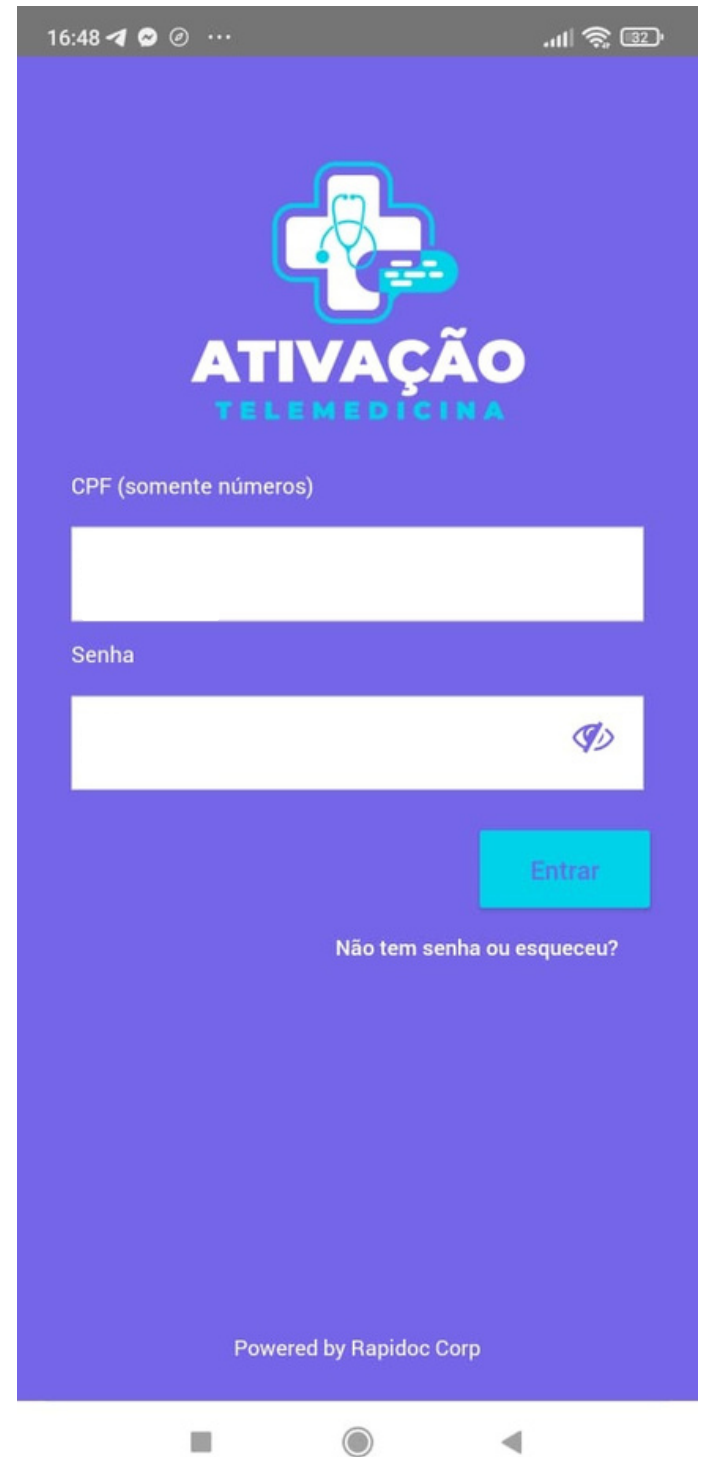 16:48
32
ATIVAÇÃO
TELEMEDICINA
CPF (somente números)
Senha
Entrar
Não tem senha ou esqueceu?
Powered by Rapidoc Corp